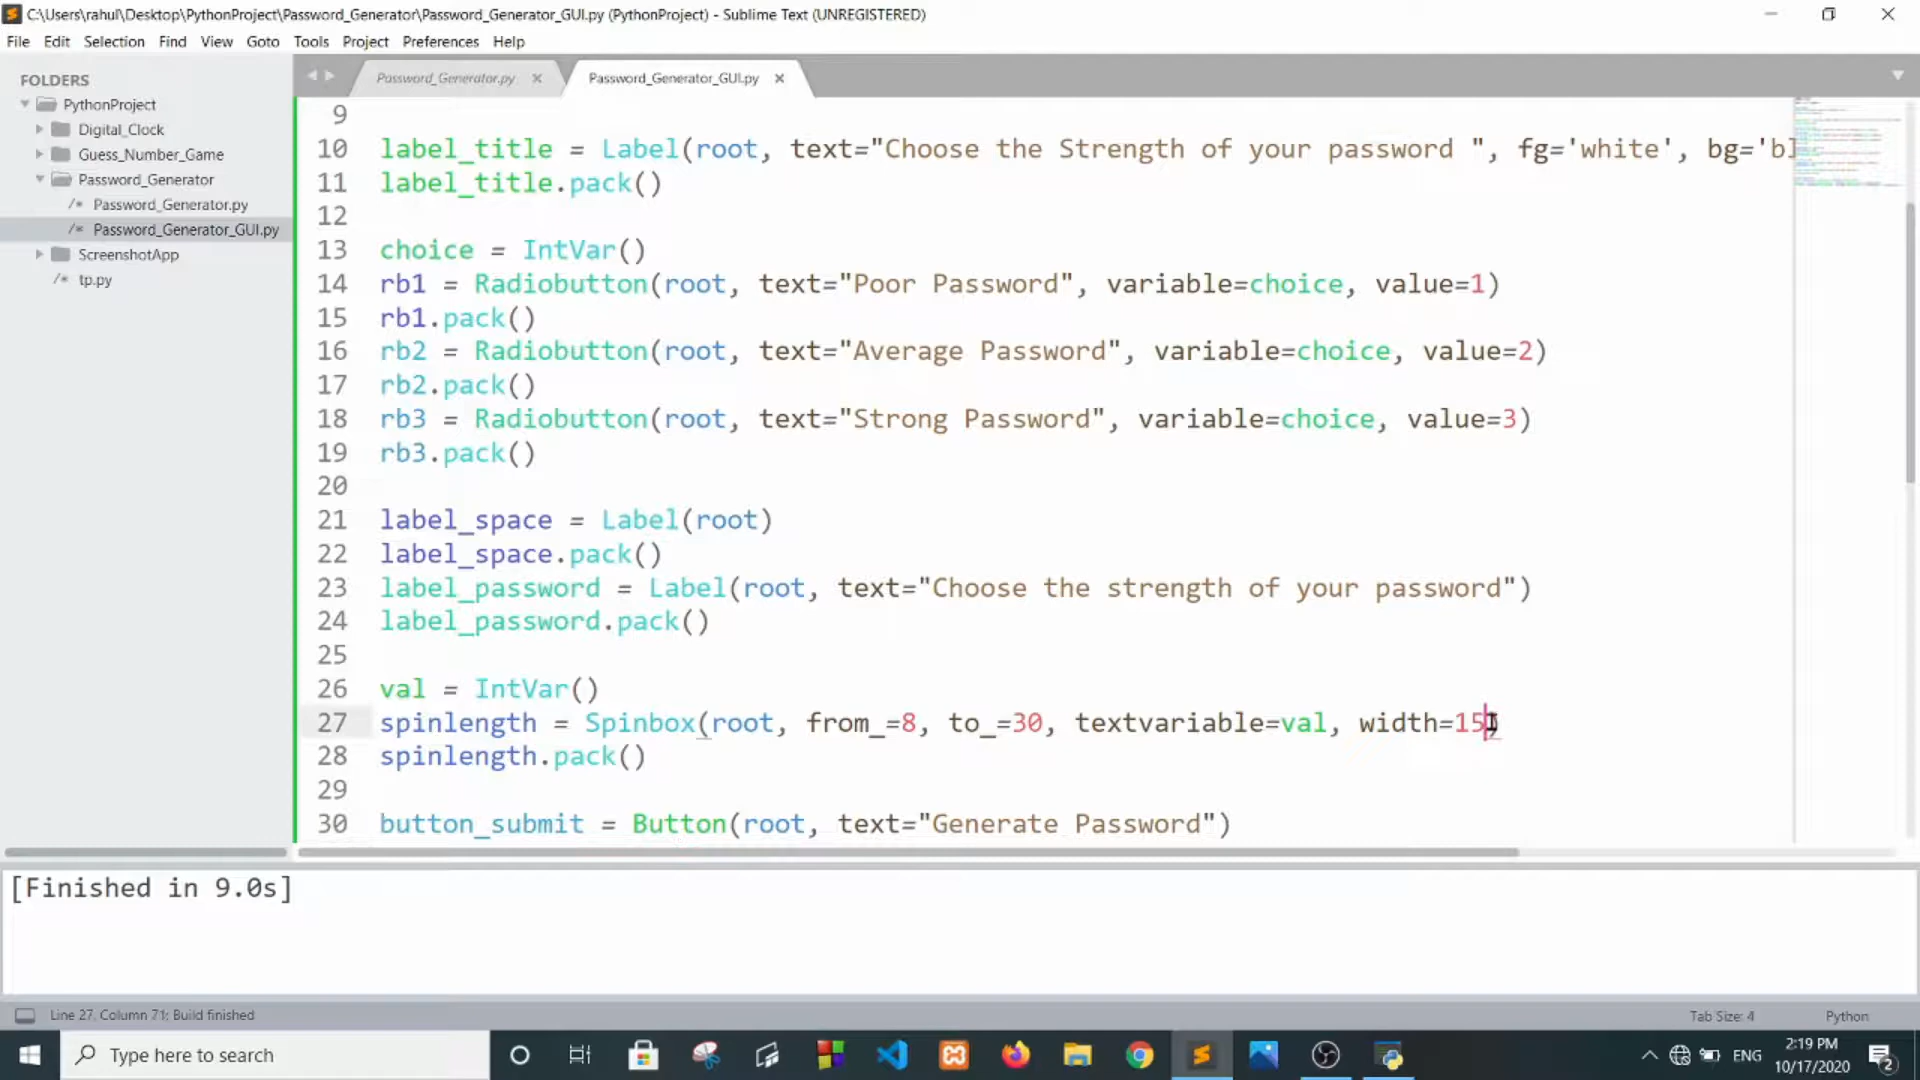 C:\Users\rahul\Desktop\PythonProject\Password_Generator\Password_Generator_GUI.py (PythonProject) - Sublime Text (UNREGISTERED)
File Edit Selection Find View Goto Tools Project Preferences Help
FOLDERS
PythonProject
Digital_Clock
Guess_Number_Game
Password_Generator
/* Password_Generator.py
/* Password_Generator_GUI.py
ScreenshotApp
/* tp.py
Password_Generator.py × Password_Generator_GUI.py ×
9
10 label_title = Label(root, text="Choose the Strength of your password ", fg='white', bg='bl
11 label_title.pack()
12
13 choice = IntVar()
14 rb1 = Radiobutton(root, text="Poor Password", variable=choice, value=1)
15 rb1.pack()
16 rb2 = Radiobutton(root, text="Average Password", variable=choice, value=2)
17 rb2.pack()
18 rb3 = Radiobutton(root, text="Strong Password", variable=choice, value=3)
19 rb3.pack()
20
21 label_space = Label(root)
22 label_space.pack()
23 label_password = Label(root, text="Choose the strength of your password")
24 label_password.pack()
25
26 val = IntVar()
27 spinlength = Spinbox(root, from_=8, to_=30, textvariable=val, width=15)
28 spinlength.pack()
29
30 button_submit = Button(root, text="Generate Password")
[Finished in 9.0s]
Line 27, Column 71; Build finished
Tab Size: 4 Python
Type here to search
ENG
2:19 PM
10/17/2020
2